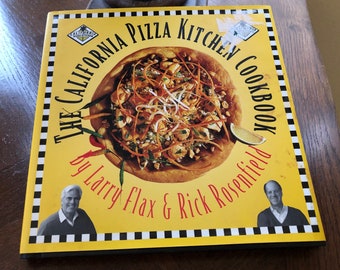 THE CALIFORNIA PIZZA KITCHEN COOKBOOK
By Larry Flax & Rick Rosenfield